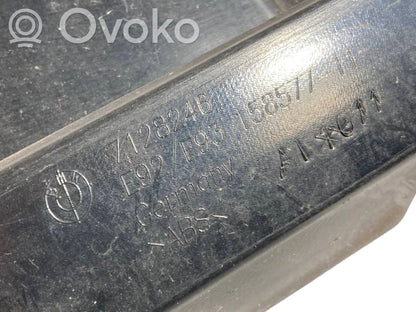 Ovoko
7128246
E92/E93 158577 11
Germany
>ABS<